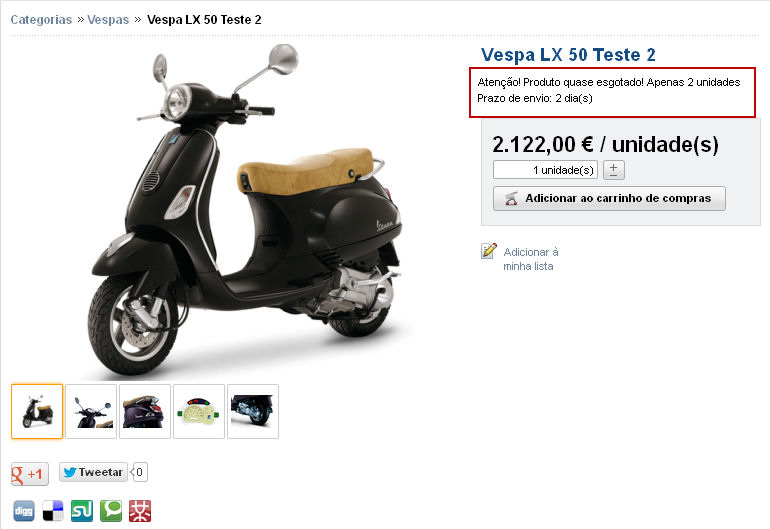 Categorias » Vespas » Vespa LX 50 Teste 2
Vespa LX 50 Teste 2
Atenção! Produto quase esgotado! Apenas 2 unidades
Prazo de envio: 2 dia(s)
2.122,00 € / unidade(s)
1 unidade(s)
Adicionar ao carrinho de compras
Adicionar à
minha lista
Vespa
g +1
Tweetar 0
digg